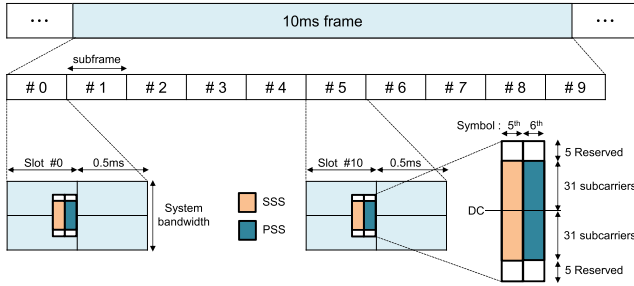 ... 10ms frame ...
subframe
# 0 # 1 # 2 # 3 # 4 # 5 # 6 # 7 # 8 # 9
Symbol : 5th 6th
Slot #0 0.5ms
Slot #10 0.5ms
5 Reserved
System
bandwidth
SSS
PSS
31 subcarriers
DC
31 subcarriers
5 Reserved